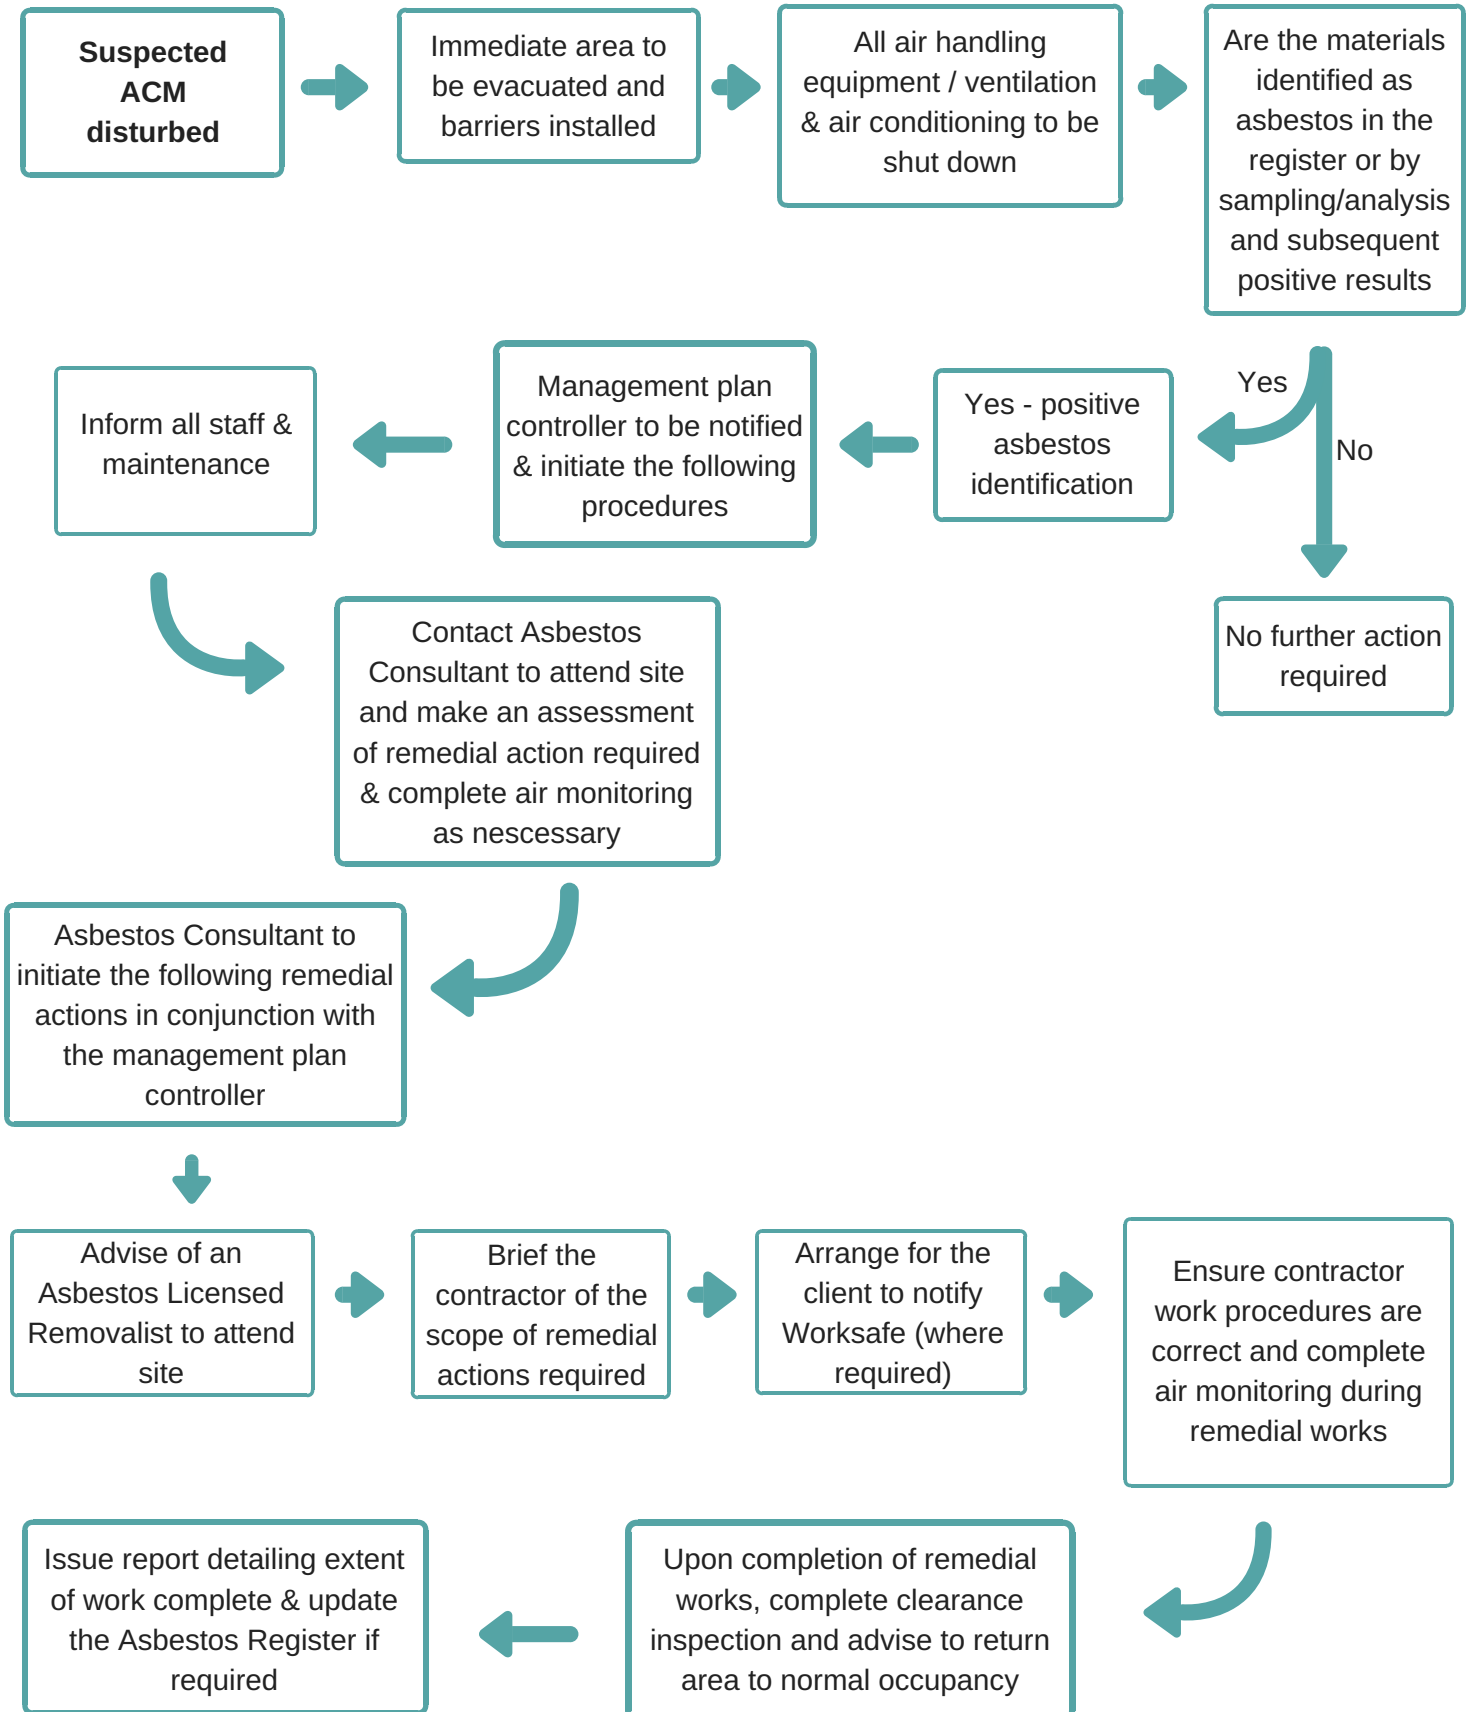 Suspected
ACM
disturbed
Immediate area to
be evacuated and
barriers installed
All air handling
equipment / ventilation
& air conditioning to be
shut down
Are the materials
identified as
asbestos in the
register or by
sampling/analysis
and subsequent
positive results
Yes
No
No further action
required
Yes - positive
asbestos
identification
Management plan
controller to be notified
& initiate the following
procedures
Inform all staff &
maintenance
Contact Asbestos
Consultant to attend site
and make an assessment
of remedial action required
& complete air monitoring
as nescessary
Asbestos Consultant to
initiate the following remedial
actions in conjunction with
the management plan
controller
Advise of an
Asbestos Licensed
Removalist to attend
site
Brief the
contractor of the
scope of remedial
actions required
Arrange for the
client to notify
Worksafe (where
required)
Ensure contractor
work procedures are
correct and complete
air monitoring during
remedial works
Upon completion of remedial
works, complete clearance
inspection and advise to return
area to normal occupancy
Issue report detailing extent
of work complete & update
the Asbestos Register if
required